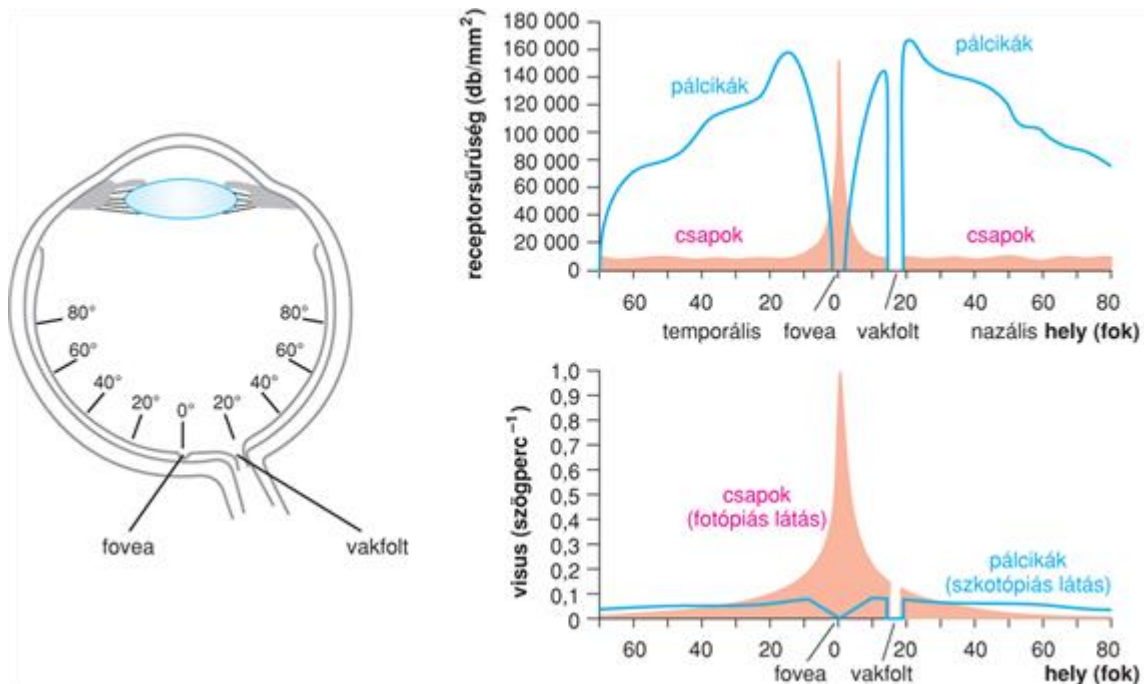 80°
60°
40°
20°
0°
20°
40°
60°
80°
fovea
vakfolt
receptorsűrűség (db/mm²)
180 000
160 000
140 000
120 000
100 000
80 000
60 000
40 000
20 000
0
pálcikák
pálcikák
csapok
csapok
60 40 20 0 20 40 60 80
temporális fovea vakfolt nazális hely (fok)
visus (szögperc⁻¹)
1,0
0,9
0,8
0,7
0,6
0,5
0,4
0,3
0,2
0,1
0
csapok
(fotópiás látás)
pálcikák
(szkotópiás látás)
60 40 20 0 20 40 60 80
fovea vakfolt hely (fok)